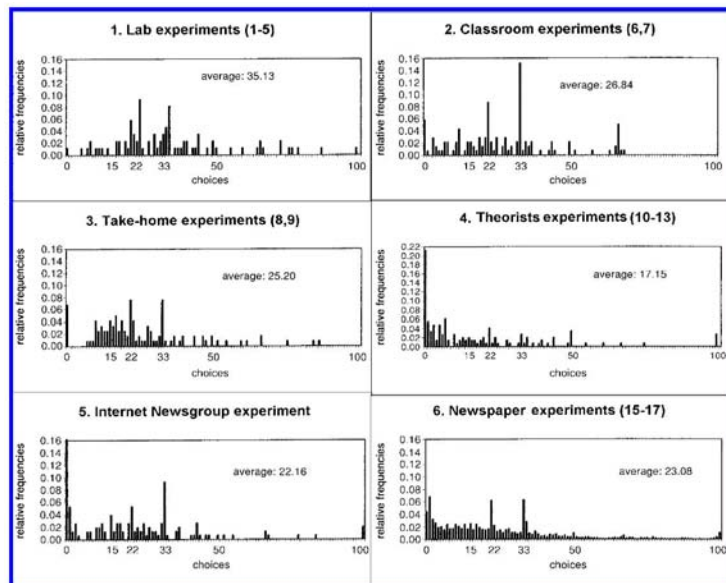 1. Lab experiments (1-5)
relative frequencies
0.16
0.14
0.12
0.10
0.08
0.06
0.04
0.02
0.00
average: 35.13
0 15 22 33 50 100
choices
2. Classroom experiments (6,7)
relative frequencies
0.16
0.14
0.12
0.10
0.08
0.06
0.04
0.02
0.00
average: 26.84
0 15 22 33 50 100
choices
3. Take-home experiments (8,9)
relative frequencies
0.16
0.14
0.12
0.10
0.08
0.06
0.04
0.02
0.00
average: 25.20
0 15 22 33 50 100
choices
4. Theorists experiments (10-13)
relative frequencies
0.22
0.20
0.18
0.16
0.14
0.12
0.10
0.08
0.06
0.04
0.02
0.00
average: 17.15
0 15 22 33 50 100
choices
5. Internet Newsgroup experiment
relative frequencies
0.16
0.14
0.12
0.10
0.08
0.06
0.04
0.02
0.00
average: 22.16
0 15 22 33 50 100
choices
6. Newspaper experiments (15-17)
relative frequencies
0.16
0.14
0.12
0.10
0.08
0.06
0.04
0.02
0.00
average: 23.08
0 15 22 33 50 100
choices